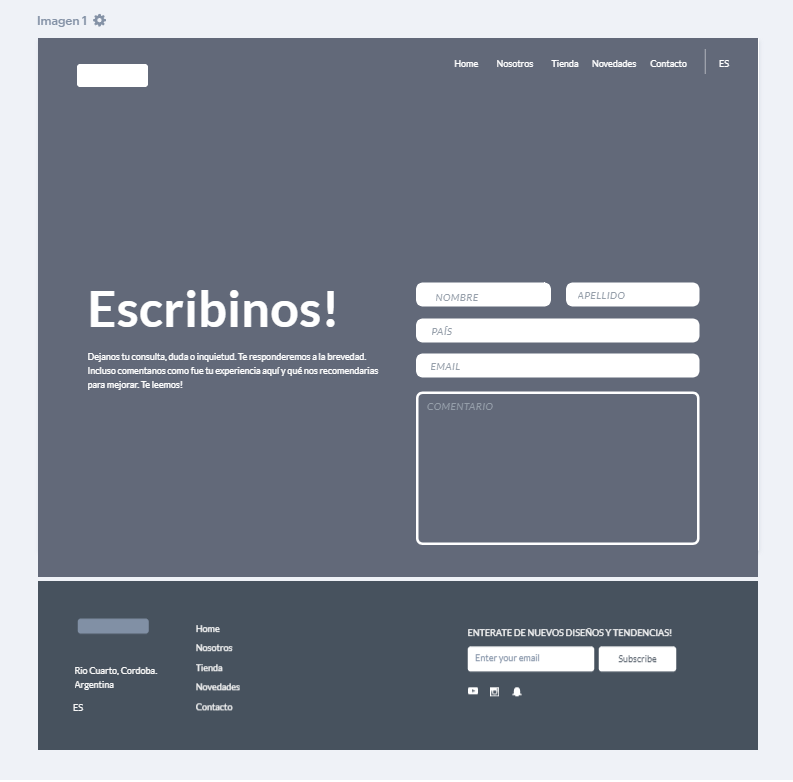 Imagen 1
Home Nosotros Tienda Novedades Contacto ES
Escribinos!
Dejanos tu consulta, duda o inquietud. Te responderemos a la brevedad.
Incluso comentanos como fue tu experiencia aquí y qué nos recomendarias
para mejorar. Te leemos!
NOMBRE APELLIDO
PAÍS
EMAIL
COMENTARIO
Rio Cuarto, Cordoba.
Argentina
ES
Home
Nosotros
Tienda
Novedades
Contacto
ENTERATE DE NUEVOS DISEÑOS Y TENDENCIAS!
Enter your email Subscribe